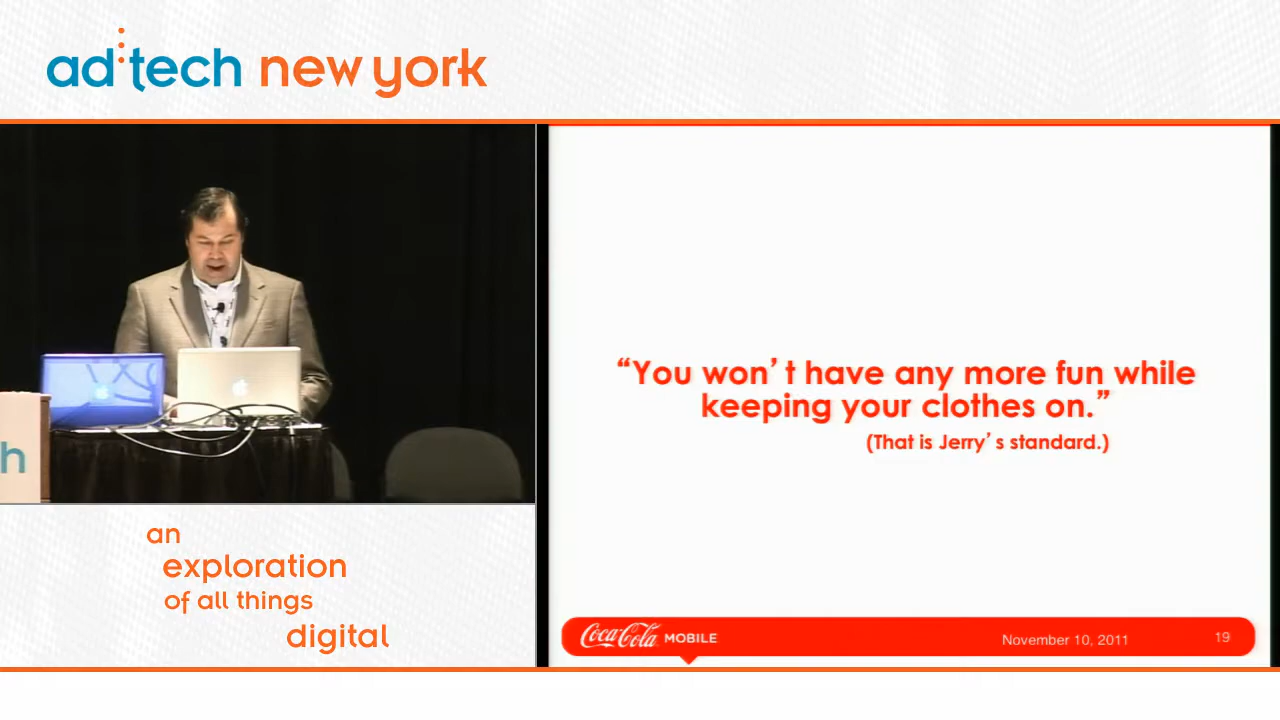 ad:tech new york
“You won’t have any more fun while
keeping your clothes on.”
(That is Jerry’s standard.)
h
an
exploration
of all things
digital
Coca-Cola MOBILE
November 10, 2011
19